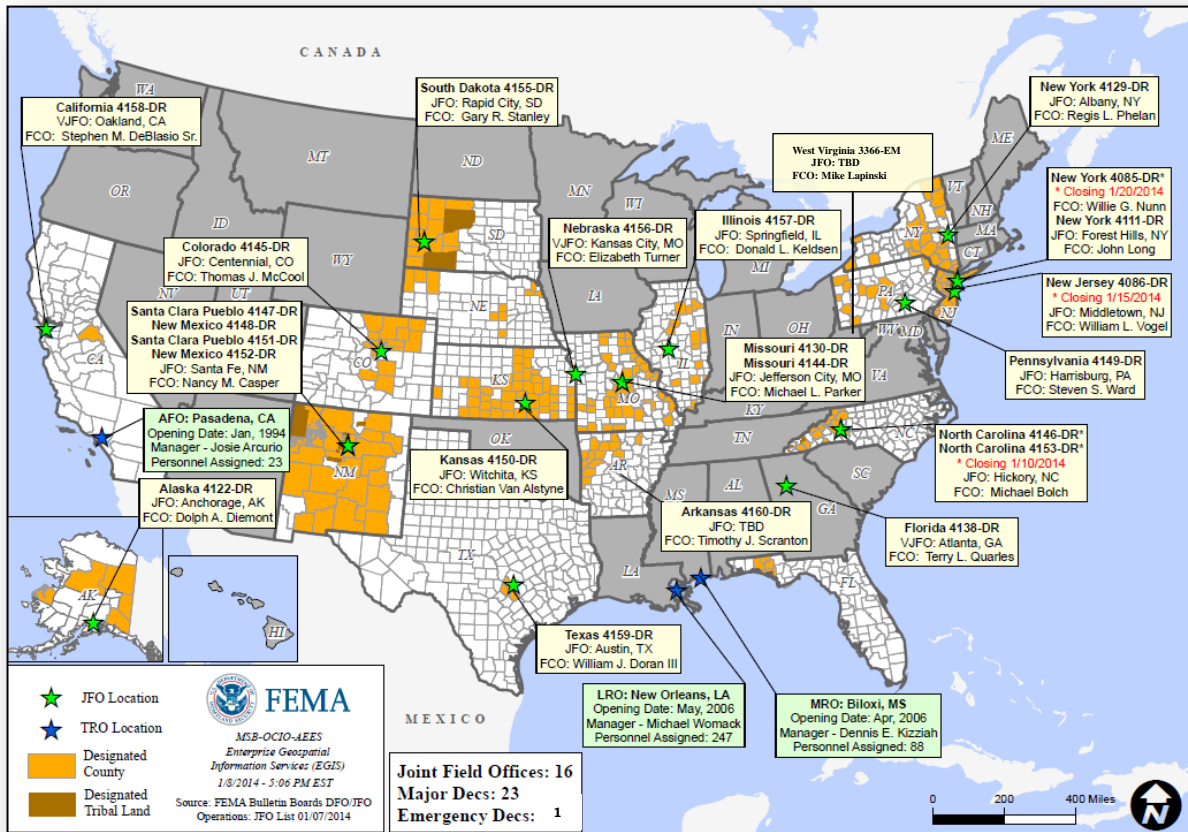 CANADA
WA
OR
CA
NV
ID
UT
MT
WY
CO
NM
ND
SD
NE
KS
OK
TX
MN
IA
MO
AR
LA
WI
IL
MI
IN
OH
KY
TN
MS
AL
GA
FL
SC
NC
VA
WV
MD
PA
NJ
NY
CT
MA
VT
NH
ME
AK
HI
MEXICO
California 4158-DR
VJFO: Oakland, CA
FCO: Stephen M. DeBlasio Sr.
South Dakota 4155-DR
JFO: Rapid City, SD
FCO: Gary R. Stanley
New York 4129-DR
JFO: Albany, NY
FCO: Regis L. Phelan
West Virginia 3366-EM
JFO: TBD
FCO: Mike Lapinski
New York 4085-DR*
* Closing 1/20/2014
FCO: Willie G. Nunn
New York 4111-DR
JFO: Forest Hills, NY
FCO: John Long
Colorado 4145-DR
JFO: Centennial, CO
FCO: Thomas J. McCool
Nebraska 4156-DR
VJFO: Kansas City, MO
FCO: Elizabeth Turner
Illinois 4157-DR
JFO: Springfield, IL
FCO: Donald L. Keldsen
New Jersey 4086-DR
* Closing 1/15/2014
JFO: Middletown, NJ
FCO: William L. Vogel
Santa Clara Pueblo 4147-DR
New Mexico 4148-DR
Santa Clara Pueblo 4151-DR
New Mexico 4152-DR
JFO: Santa Fe, NM
FCO: Nancy M. Casper
Missouri 4130-DR
Missouri 4144-DR
JFO: Jefferson City, MO
FCO: Michael L. Parker
Pennsylvania 4149-DR
JFO: Harrisburg, PA
FCO: Steven S. Ward
AFO: Pasadena, CA
Opening Date: Jan, 1994
Manager - Josie Arcurio
Personnel Assigned: 23
Kansas 4150-DR
JFO: Witchita, KS
FCO: Christian Van Alstyne
North Carolina 4146-DR*
North Carolina 4153-DR*
* Closing 1/10/2014
JFO: Hickory, NC
FCO: Michael Bolch
Alaska 4122-DR
JFO: Anchorage, AK
FCO: Dolph A. Diemont
Arkansas 4160-DR
JFO: TBD
FCO: Timothy J. Scranton
Florida 4138-DR
VJFO: Atlanta, GA
FCO: Terry L. Quarles
Texas 4159-DR
JFO: Austin, TX
FCO: William J. Doran III
LRO: New Orleans, LA
Opening Date: May, 2006
Manager - Michael Womack
Personnel Assigned: 247
MRO: Biloxi, MS
Opening Date: Apr, 2006
Manager - Dennis E. Kizziah
Personnel Assigned: 88
JFO Location
TRO Location
Designated
County
Designated
Tribal Land
FEMA
MSB-OCIO-AEES
Enterprise Geospatial
Information Services (EGIS)
1/8/2014 - 5:06 PM EST
Source: FEMA Bulletin Boards DFO/JFO
Operations: JFO List 01/07/2014
Joint Field Offices: 16
Major Decs: 23
Emergency Decs: 1
0 200 400 Miles
N